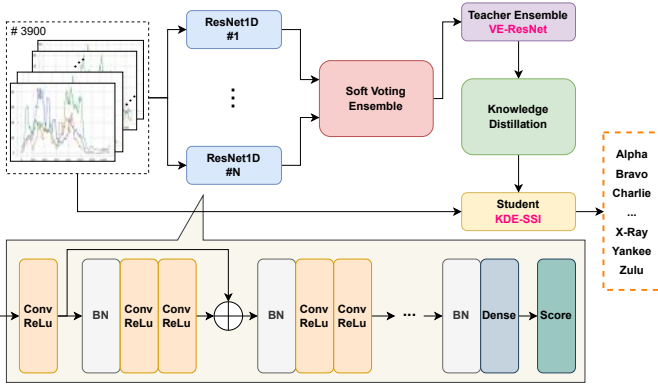 # 3900
ResNet1D
#1
ResNet1D
#N
Soft Voting
Ensemble
Teacher Ensemble
VE-ResNet
Knowledge
Distillation
Student
KDE-SSI
Alpha
Bravo
Charlie
...
X-Ray
Yankee
Zulu
Conv
ReLu
BN
Conv
ReLu
Conv
ReLu
BN
Conv
ReLu
Conv
ReLu
...
BN
Dense
Score